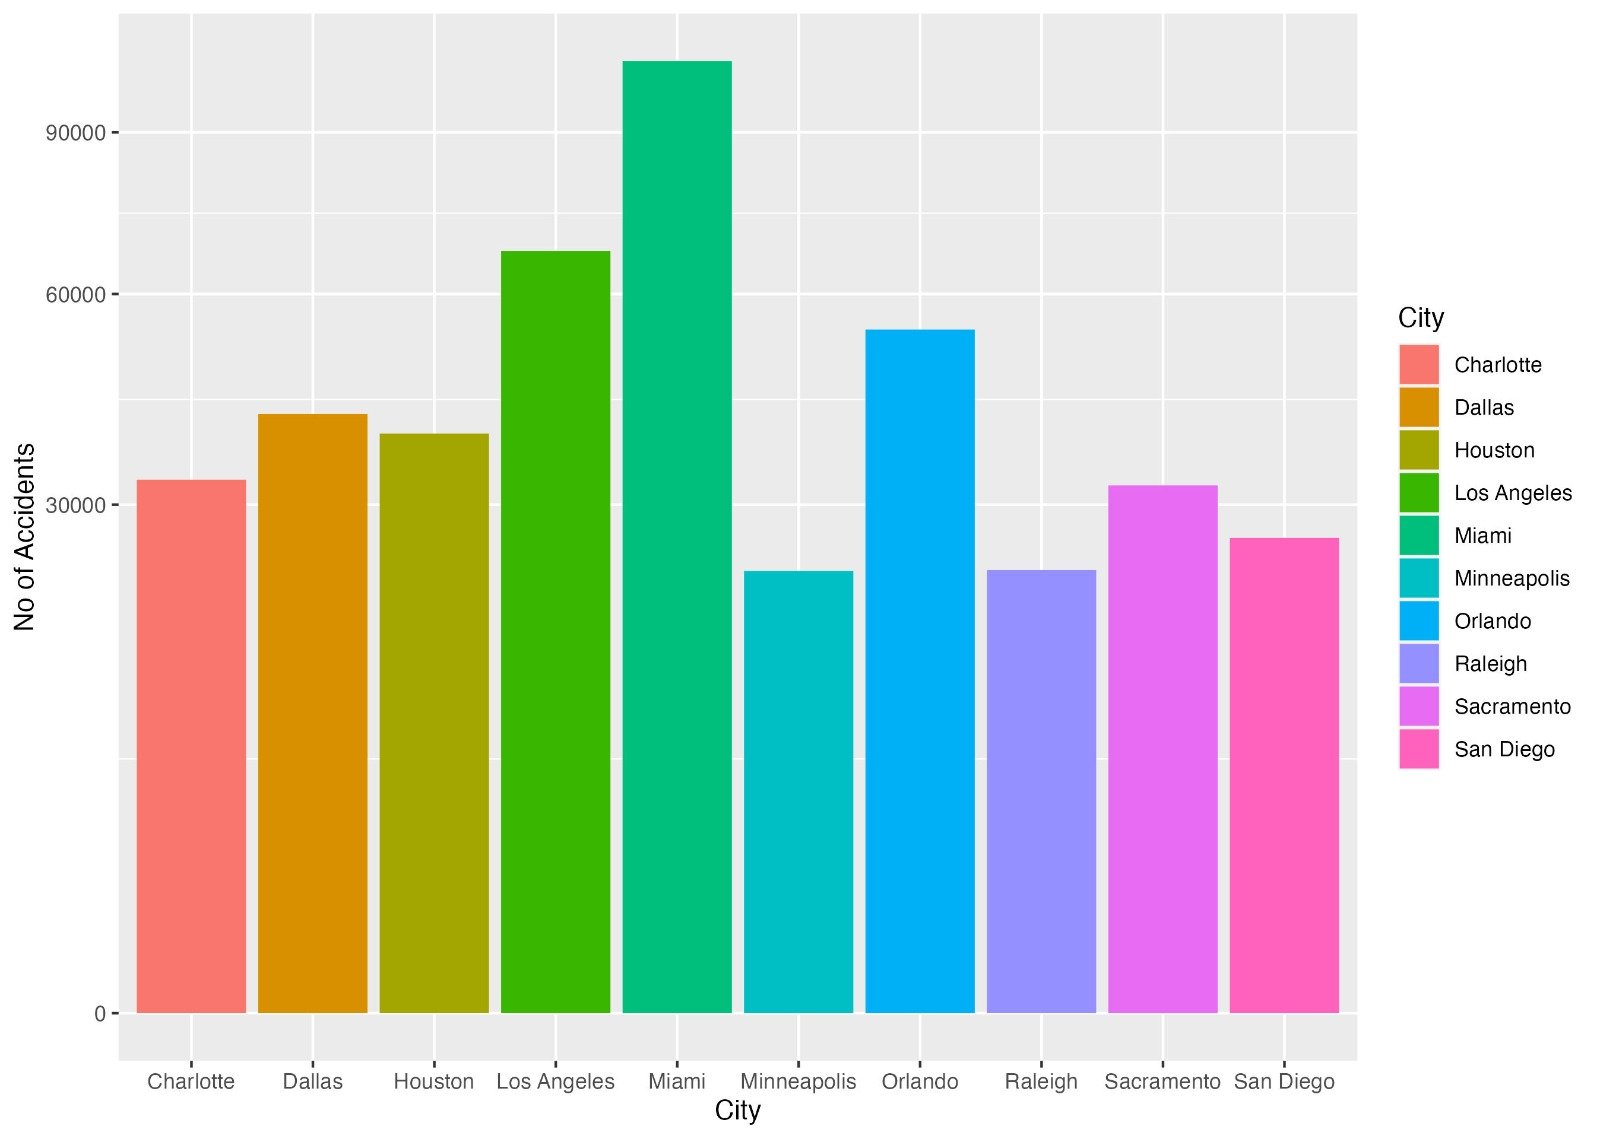 No of Accidents
90000
60000
30000
0
Charlotte Dallas Houston Los Angeles Miami Minneapolis Orlando Raleigh Sacramento San Diego
City
City
Charlotte
Dallas
Houston
Los Angeles
Miami
Minneapolis
Orlando
Raleigh
Sacramento
San Diego